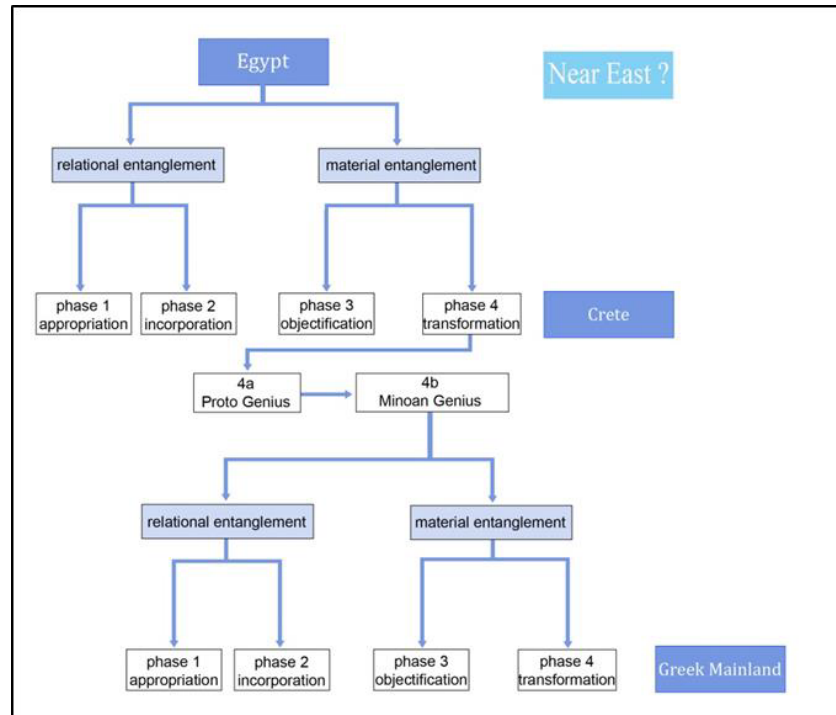 Egypt
Near East ?
relational entanglement
material entanglement
phase 1
appropriation
phase 2
incorporation
phase 3
objectification
phase 4
transformation
Crete
4a
Proto Genius
4b
Minoan Genius
relational entanglement
material entanglement
phase 1
appropriation
phase 2
incorporation
phase 3
objectification
phase 4
transformation
Greek Mainland